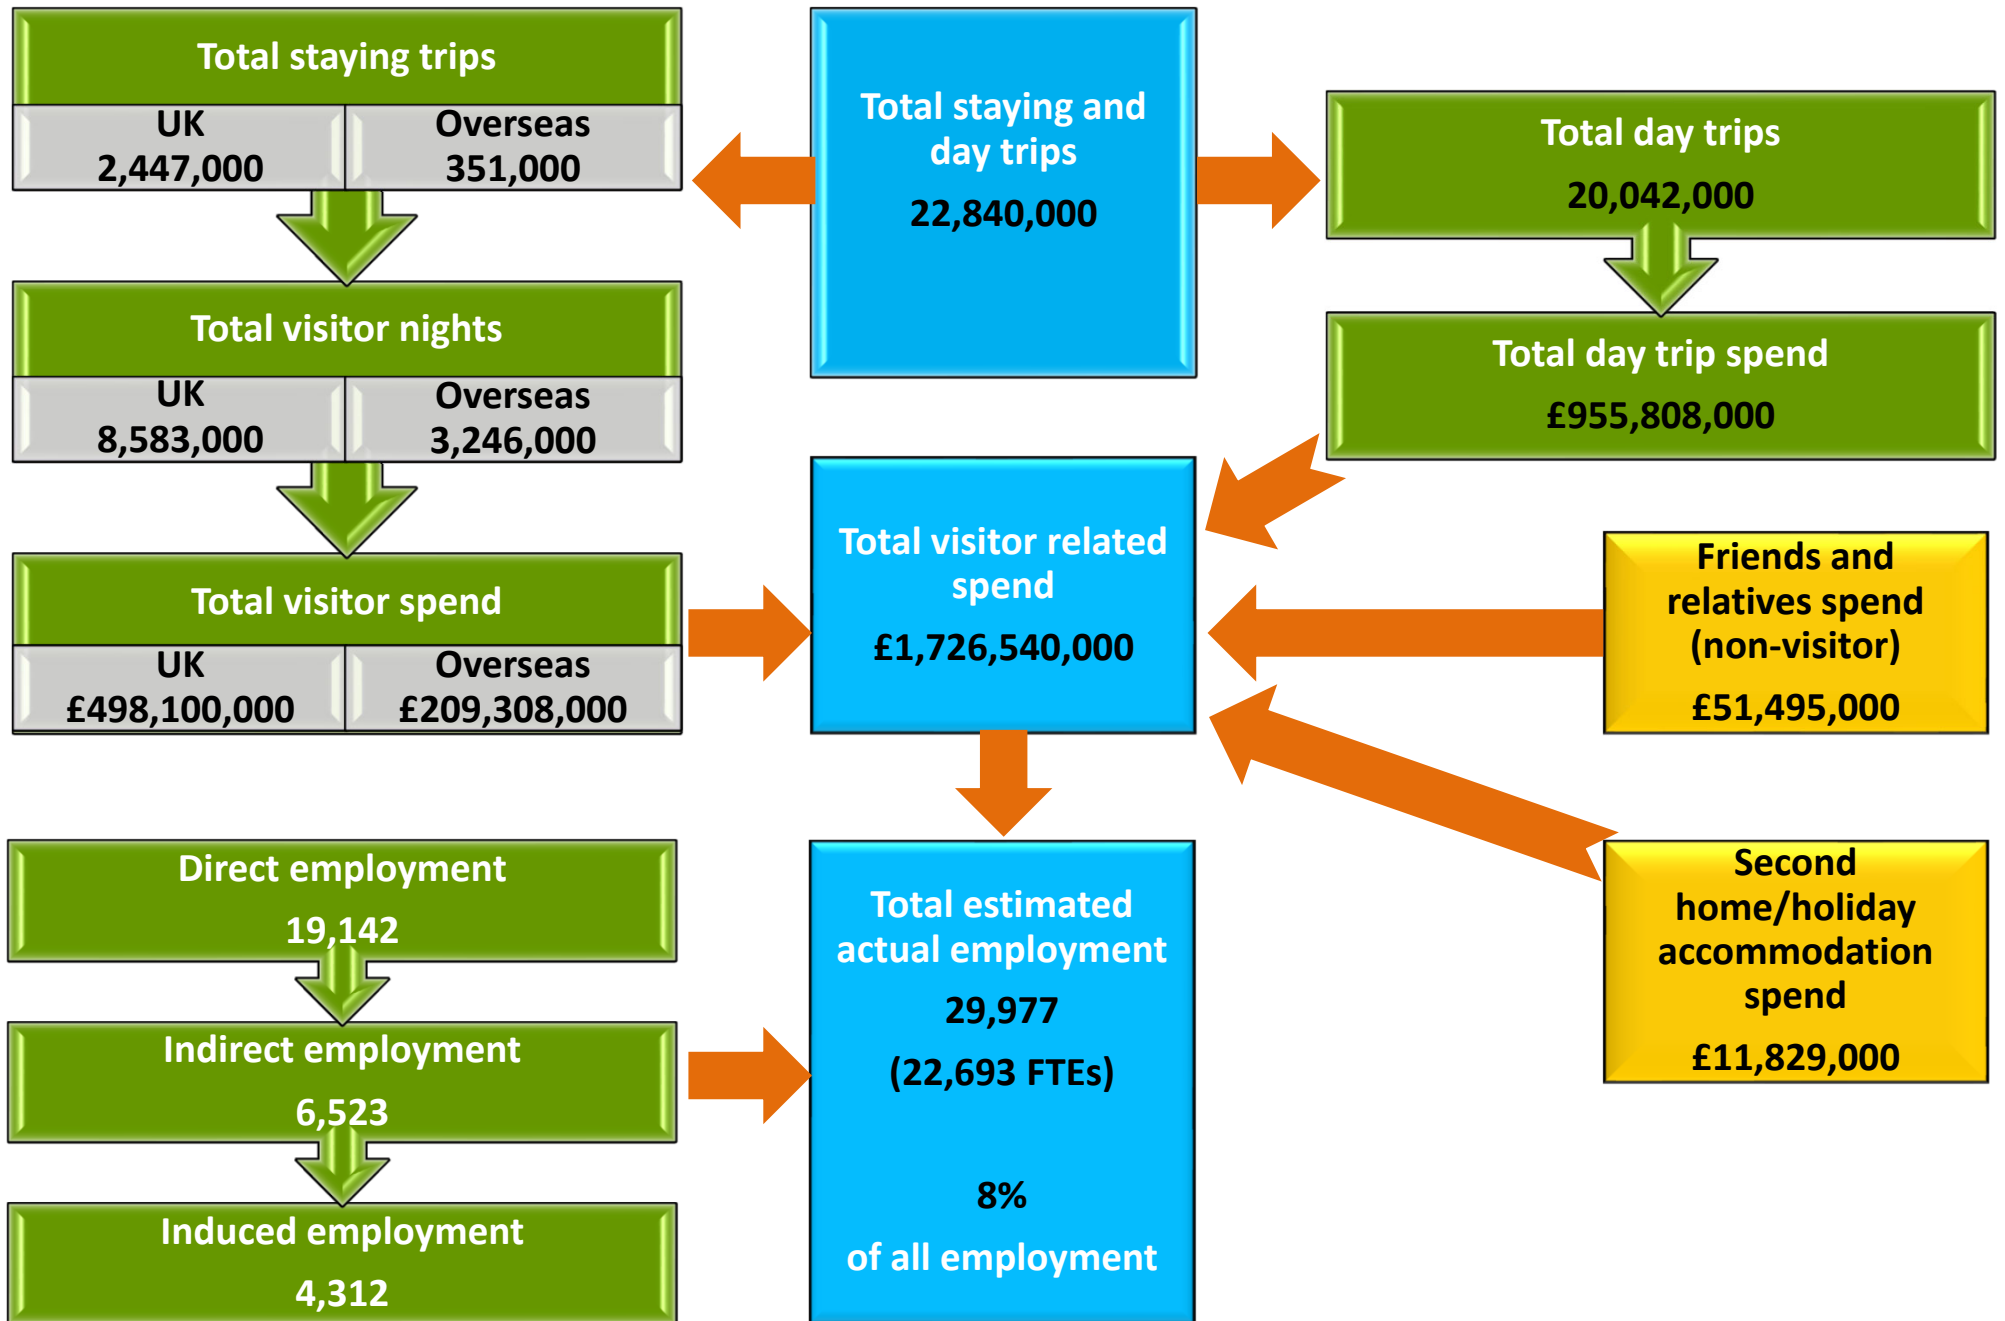 Total staying trips
UK
2,447,000
Overseas
351,000
Total staying and
day trips
22,840,000
Total day trips
20,042,000
Total visitor nights
UK
8,583,000
Overseas
3,246,000
Total day trip spend
£955,808,000
Total visitor spend
UK
£498,100,000
Overseas
£209,308,000
Total visitor related
spend
£1,726,540,000
Friends and
relatives spend
(non-visitor)
£51,495,000
Direct employment
19,142
Indirect employment
6,523
Induced employment
4,312
Total estimated
actual employment
29,977
(22,693 FTEs)
8%
of all employment
Second
home/holiday
accommodation
spend
£11,829,000